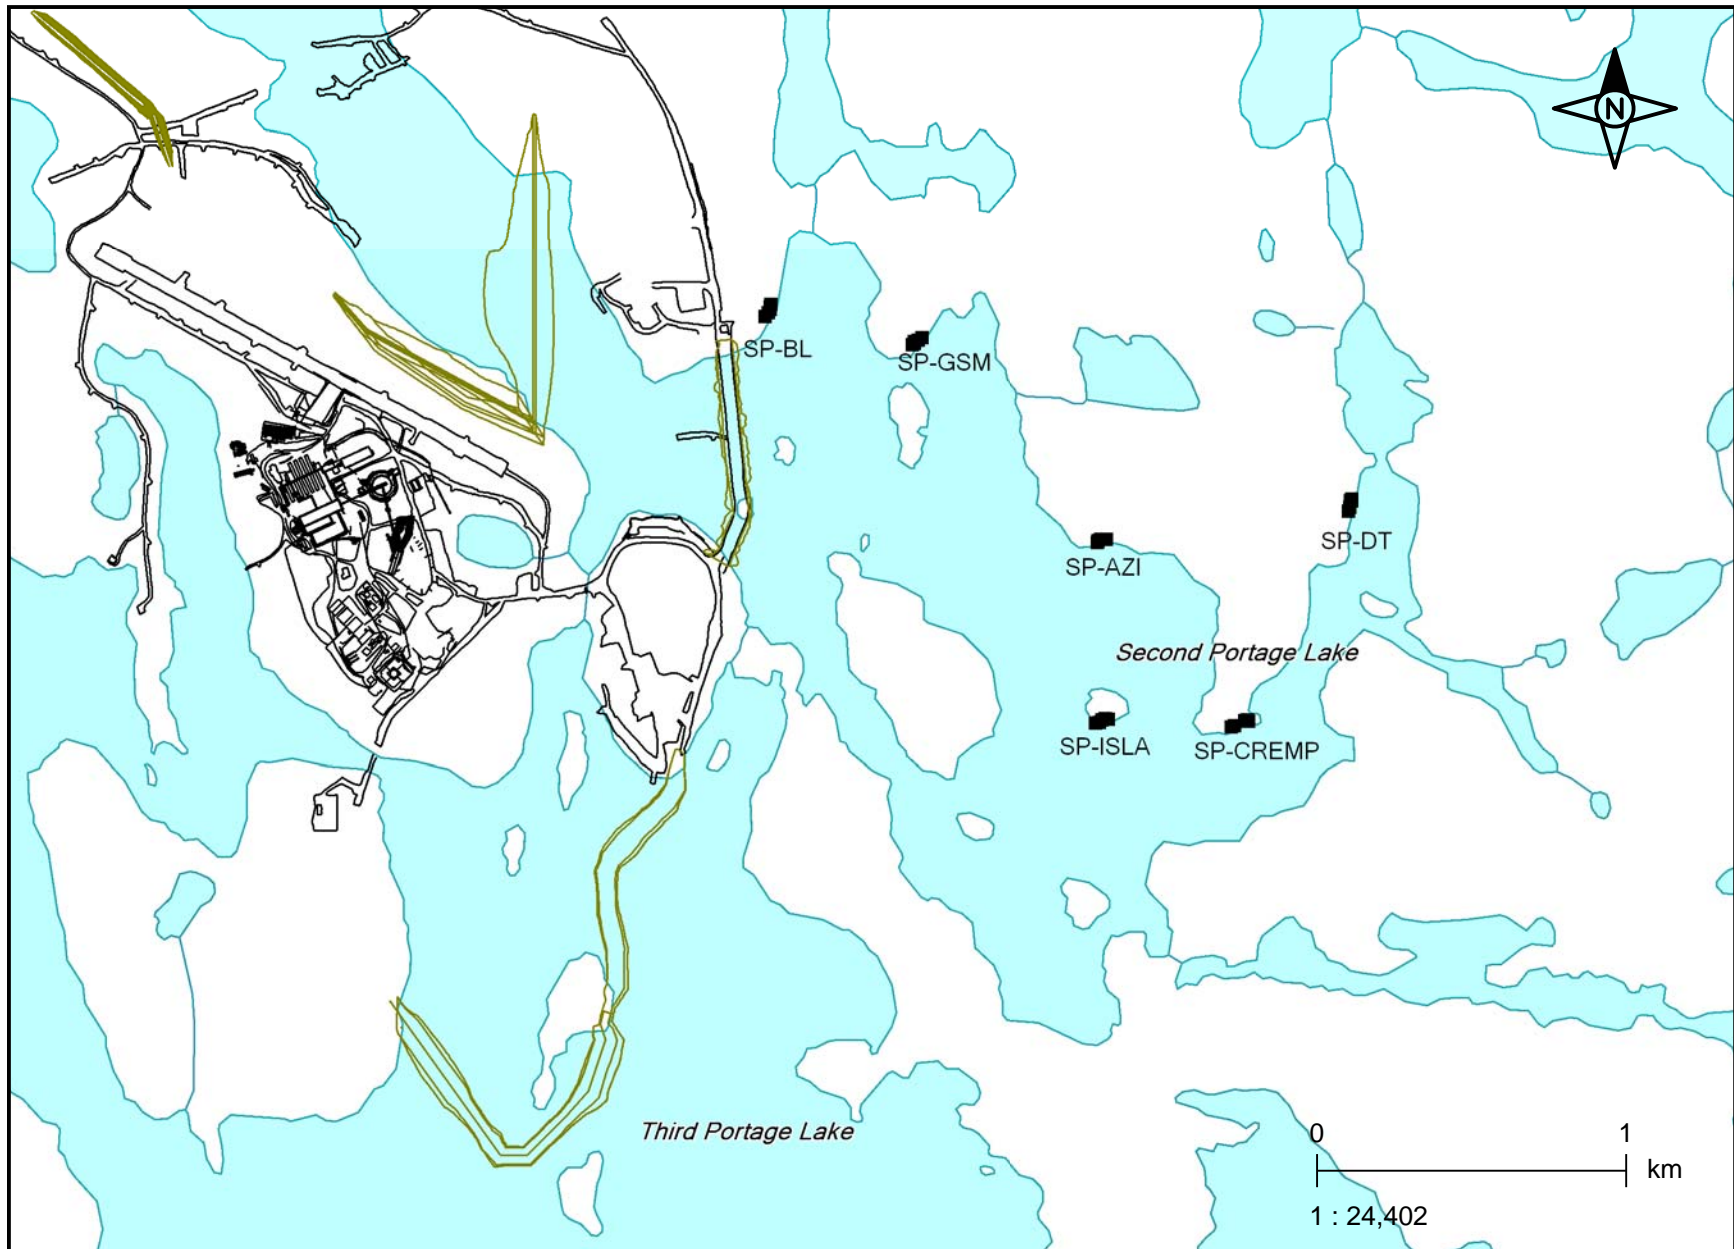 N
SP-BL
SP-GSM
SP-DT
SP-AZI
Second Portage Lake
SP-ISLA
SP-CREMP
Third Portage Lake
0 1
km
1 : 24,402